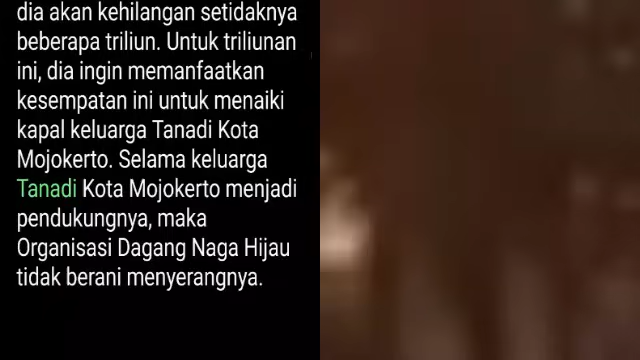 dia akan kehilangan setidaknya
beberapa triliun. Untuk triliunan
ini, dia ingin memanfaatkan
kesempatan ini untuk menaiki
kapal keluarga Tanadi Kota
Mojokerto. Selama keluarga
Tanadi Kota Mojokerto menjadi
pendukungnya, maka
Organisasi Dagang Naga Hijau
tidak berani menyerangnya.